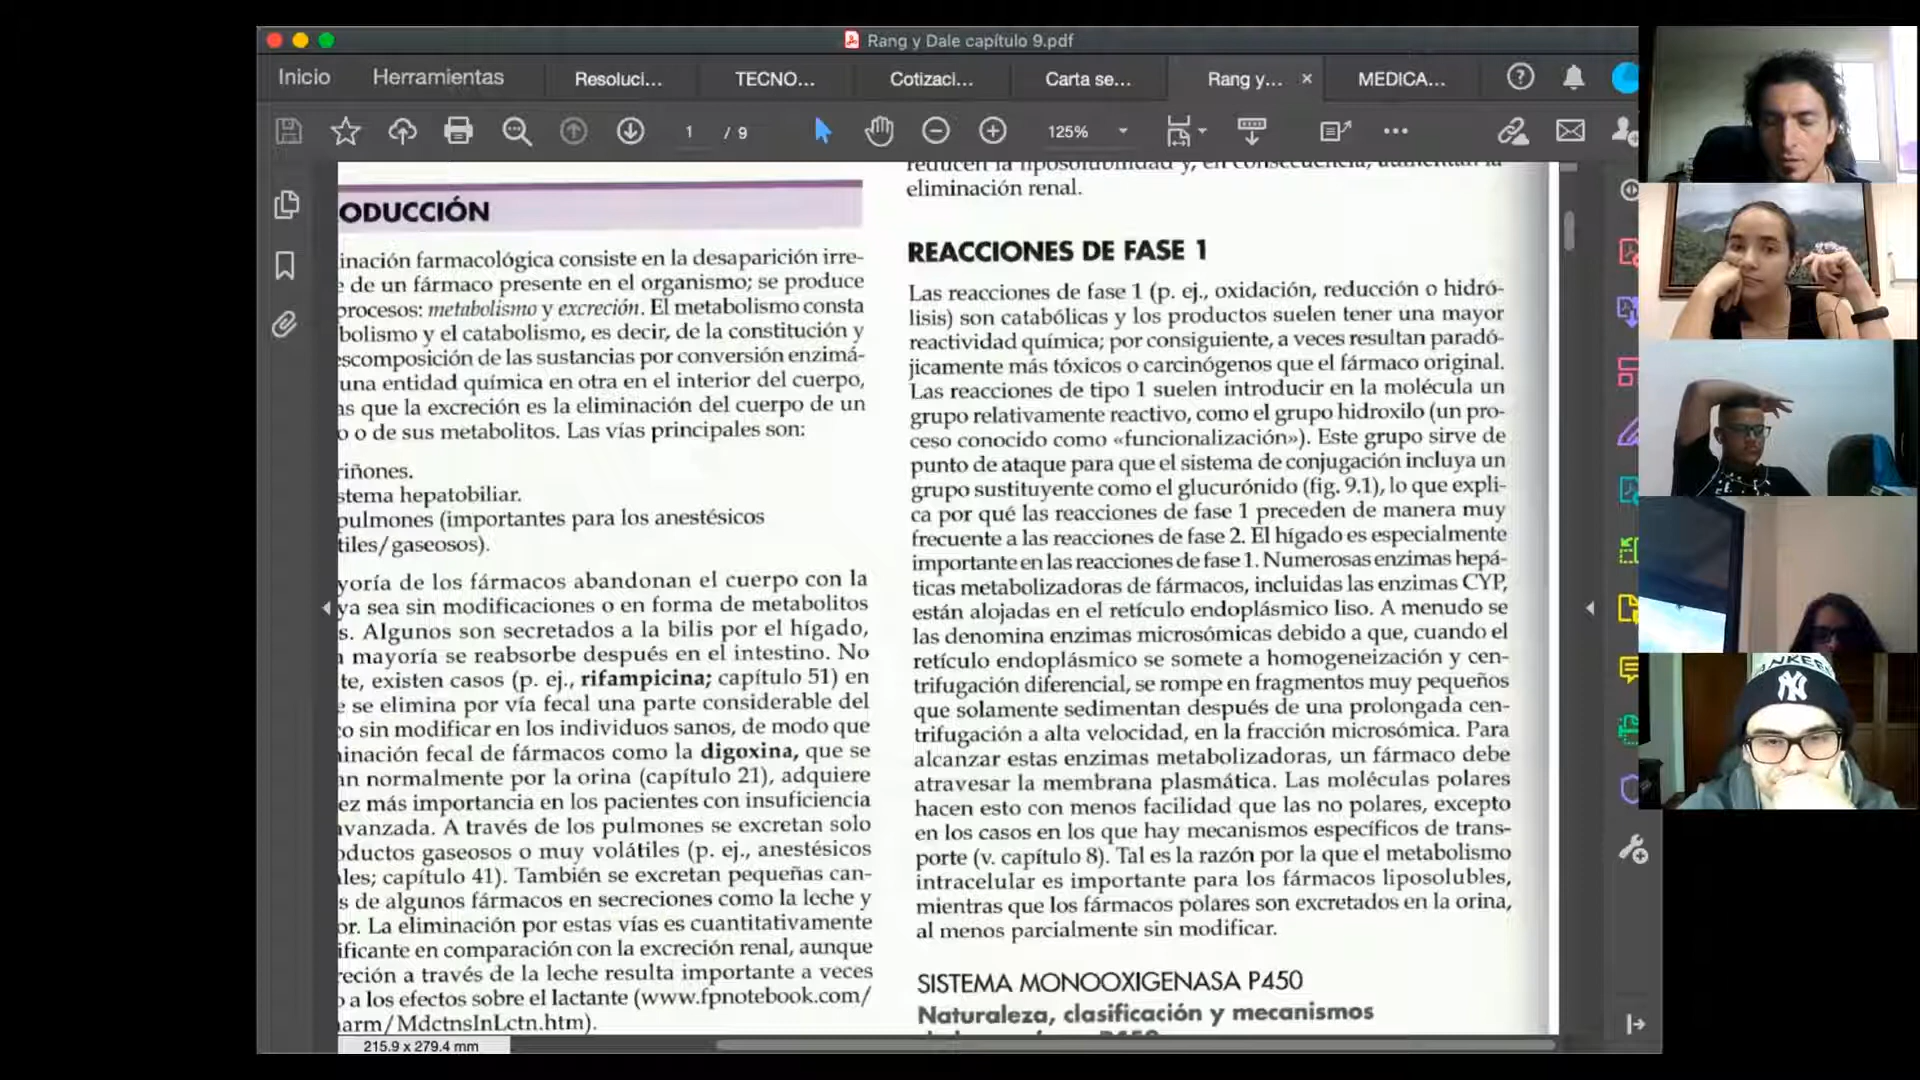 Rang y Dale capítulo 9.pdf
Inicio
Herramientas
Resoluci...
TECNO...
Cotizaci...
Carta se...
Rang y...
MEDICA...
1 / 9
125%
ODUCCIÓN
inación farmacológica consiste en la desaparición irre-
e de un fármaco presente en el organismo; se produce
procesos: metabolismo y excreción. El metabolismo consta
bolismo y el catabolismo, es decir, de la constitución y
escomposición de las sustancias por conversión enzimá-
una entidad química en otra en el interior del cuerpo,
as que la excreción es la eliminación del cuerpo de un
o o de sus metabolitos. Las vías principales son:
riñones.
stema hepatobiliar.
pulmones (importantes para los anestésicos
tiles/gaseosos).
yoría de los fármacos abandonan el cuerpo con la
ya sea sin modificaciones o en forma de metabolitos
s. Algunos son secretados a la bilis por el hígado,
a mayoría se reabsorbe después en el intestino. No
te, existen casos (p. ej., rifampicina; capítulo 51) en
e se elimina por vía fecal una parte considerable del
o sin modificar en los individuos sanos, de modo que
inación fecal de fármacos como la digoxina, que se
an normalmente por la orina (capítulo 21), adquiere
ez más importancia en los pacientes con insuficiencia
avanzada. A través de los pulmones se excretan solo
oductos gaseosos o muy volátiles (p. ej., anestésicos
ales; capítulo 41). También se excretan pequeñas can-
s de algunos fármacos en secreciones como la leche y
or. La eliminación por estas vías es cuantitativamente
ificante en comparación con la excreción renal, aunque
reción a través de la leche resulta importante a veces
o a los efectos sobre el lactante (www.fpnotebook.com/
arm/MdctnsInLctn.htm).
215.9 x 279.4 mm
reducen la liposolubilidad y, en consecuencia, aumentan la
eliminación renal.
REACCIONES DE FASE 1
Las reacciones de fase 1 (p. ej., oxidación, reducción o hidró-
lisis) son catabólicas y los productos suelen tener una mayor
reactividad química; por consiguiente, a veces resultan paradó-
jicamente más tóxicos o carcinógenos que el fármaco original.
Las reacciones de tipo 1 suelen introducir en la molécula un
grupo relativamente reactivo, como el grupo hidroxilo (un pro-
ceso conocido como «funcionalización»). Este grupo sirve de
punto de ataque para que el sistema de conjugación incluya un
grupo sustituyente como el glucurónido (fig. 9.1), lo que expli-
ca por qué las reacciones de fase 1 preceden de manera muy
frecuente a las reacciones de fase 2. El hígado es especialmente
importante en las reacciones de fase 1. Numerosas enzimas hepá-
ticas metabolizadoras de fármacos, incluidas las enzimas CYP,
están alojadas en el retículo endoplásmico liso. A menudo se
las denomina enzimas microsómicas debido a que, cuando el
retículo endoplásmico se somete a homogeneización y cen-
trifugación diferencial, se rompe en fragmentos muy pequeños
que solamente sedimentan después de una prolongada cen-
trifugación a alta velocidad, en la fracción microsómica. Para
alcanzar estas enzimas metabolizadoras, un fármaco debe
atravesar la membrana plasmática. Las moléculas polares
hacen esto con menos facilidad que las no polares, excepto
en los casos en los que hay mecanismos específicos de trans-
porte (v. capítulo 8). Tal es la razón por la que el metabolismo
intracelular es importante para los fármacos liposolubles,
mientras que los fármacos polares son excretados en la orina,
al menos parcialmente sin modificar.
SISTEMA MONOOXIGENASA P450
Naturaleza, clasificación y mecanismos
NY